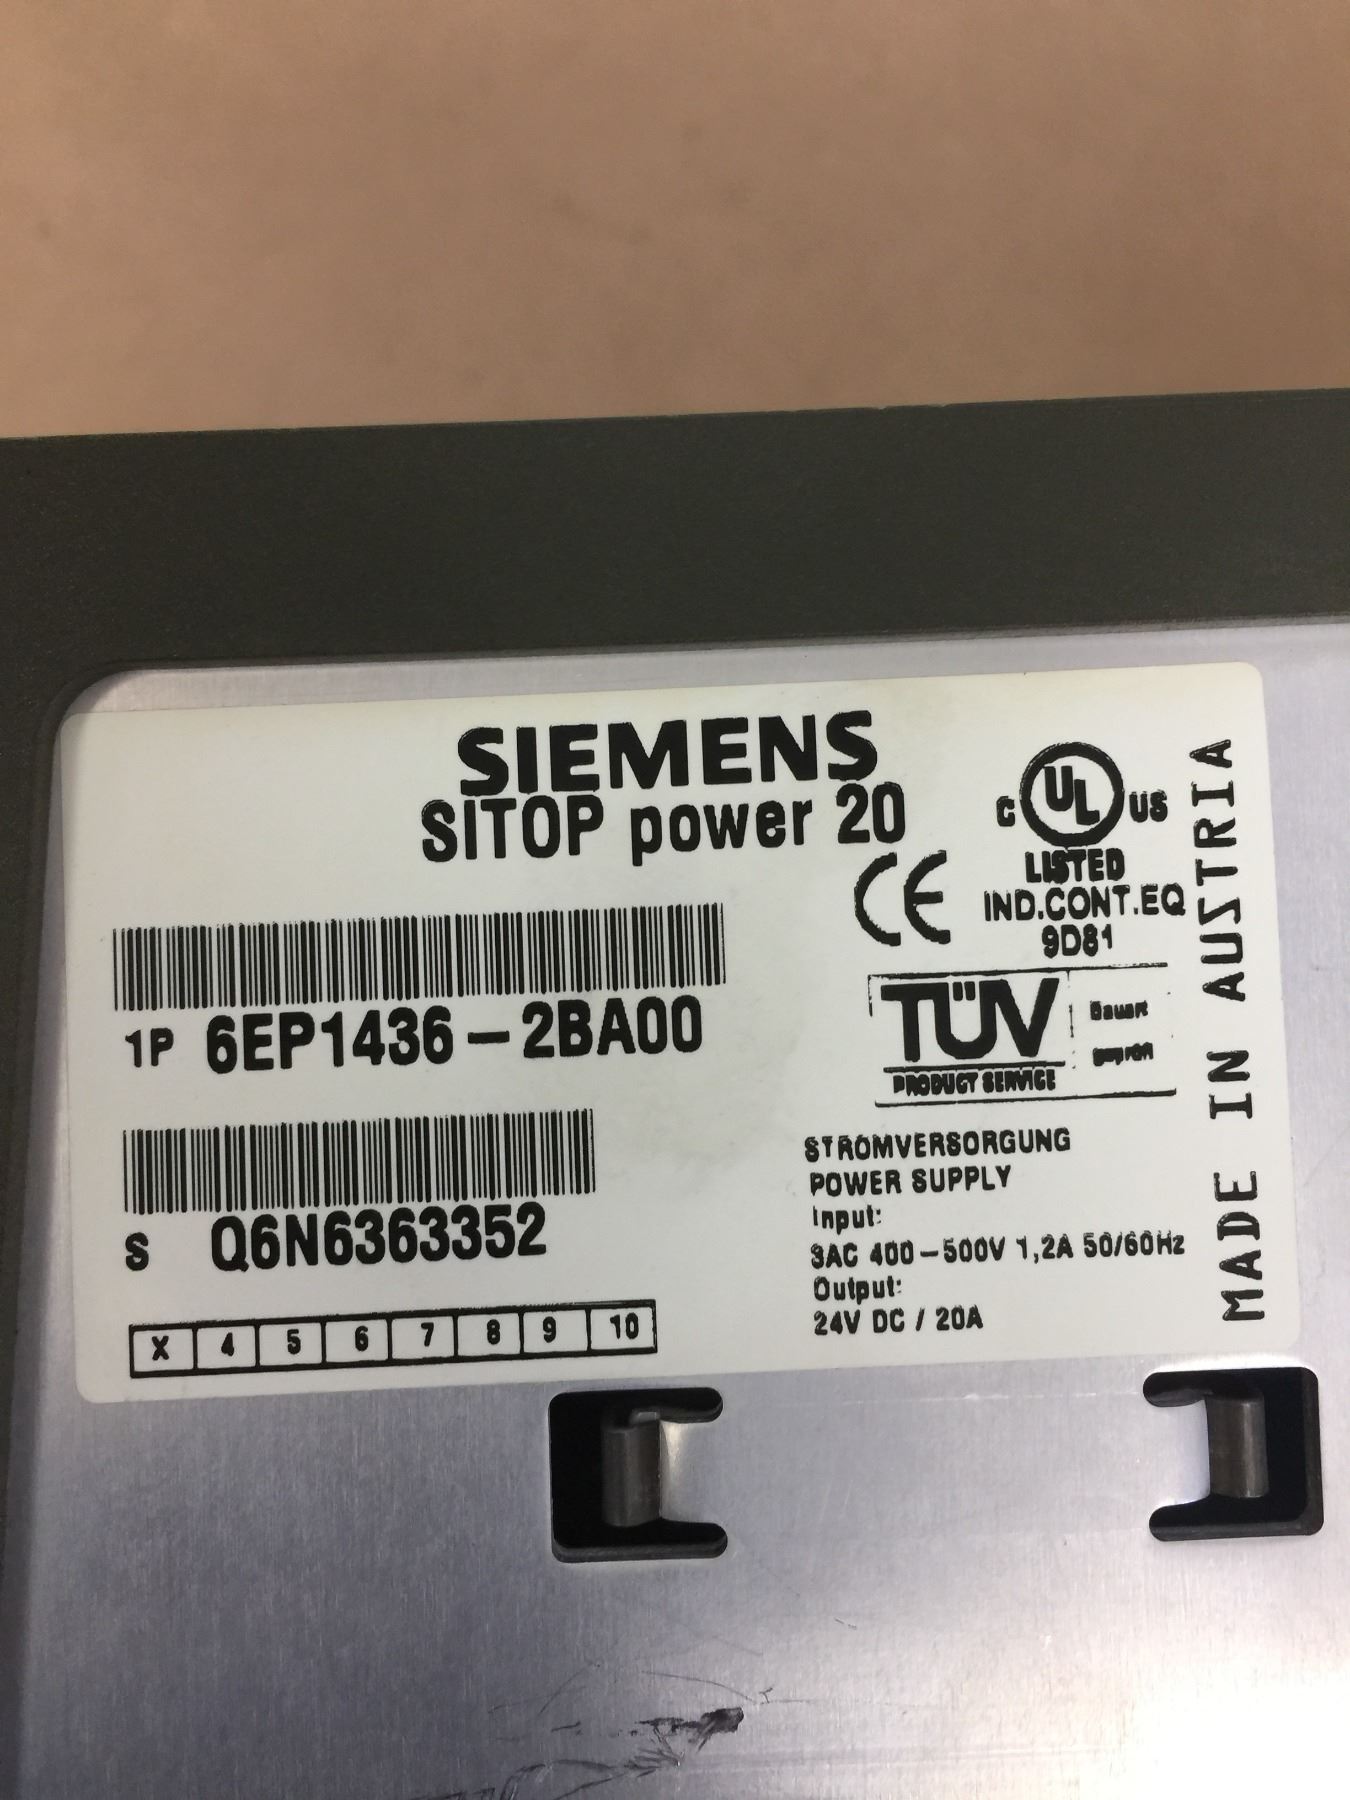 SIEMENS
SITOP power 20
C UL US
LISTED
IND.CONT.EQ
9D81
CE
1P 6EP1436-2BA00
TÜV
PRODUCT SERVICE
Bauart
geprüft
S Q6N6363352
X 4 5 6 7 8 9 10
STROMVERSORGUNG
POWER SUPPLY
Input:
3AC 400-500V 1,2A 50/60Hz
Output:
24V DC / 20A
MADE IN AUSTRIA